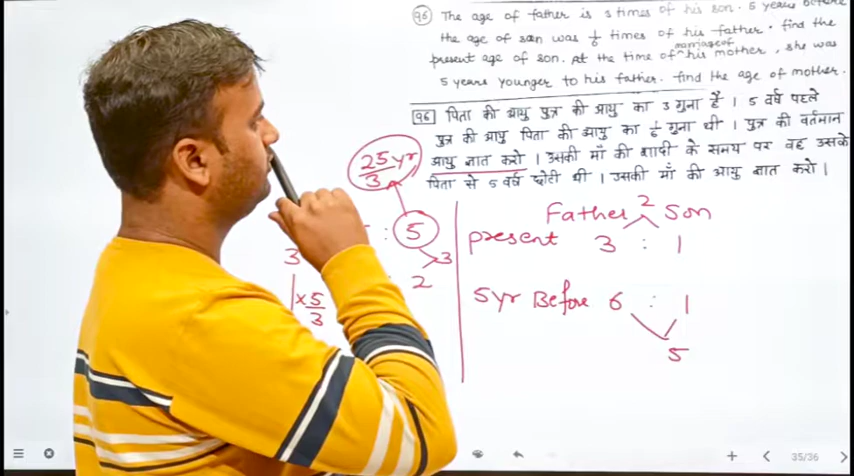 96 The age of father is 3 times of his son. 5 years before
the age of son was 1/6 times of his father. find the
present age of son. At the time of marriage of his mother, she was
5 years younger to his father. find the age of mother.
96 पिता की आयु पुत्र की आयु का 3 गुना है । 5 वर्ष पहले
पुत्र की आयु पिता की आयु का 1/6 गुना थी । पुत्र की वर्तमान
आयु ज्ञात करो । उसकी माँ की शादी के समय पर वह उसके
पिता से 5 वर्ष छोटी थी । उसकी माँ की आयु ज्ञात करो ।
25/3 yr
: 5
3
3
2
×5/3
Father 2 Son
present 3 : 1
5yr Before 6 : 1
5
35/36